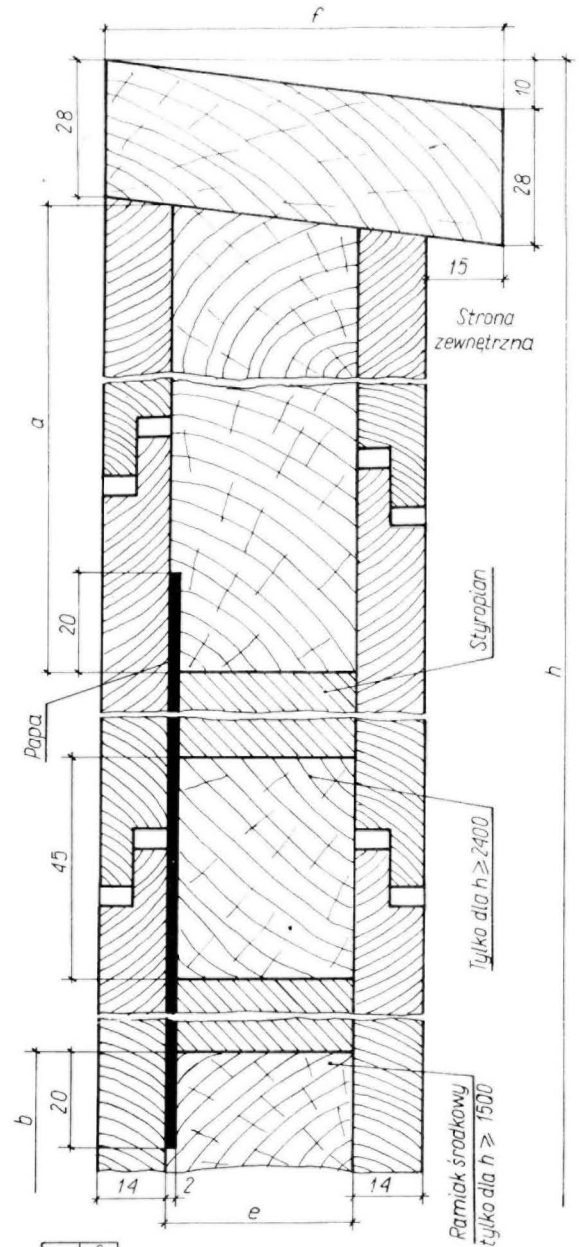 f
28
10
28
15
Strona
zewnętrzna
a
20
Papa
Styropian
h
45
Tylko dla h ≥ 2400
b
20
14
2
14
e
Ramiak środkowy
tylko dla h ≥ 1500